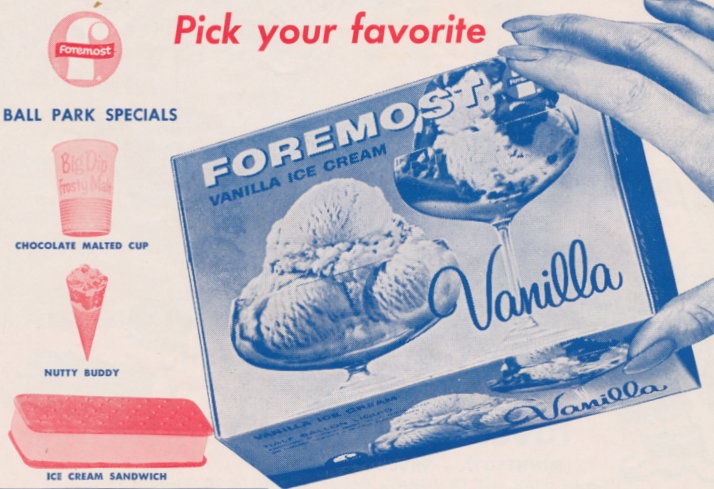 Pick your favorite
Foremost
BALL PARK SPECIALS
Big Dip
Frosty Malt
CHOCOLATE MALTED CUP
NUTTY BUDDY
ICE CREAM SANDWICH
FOREMOST
VANILLA ICE CREAM
Vanilla
VANILLA ICE CREAM
HALF GALLON
Vanilla